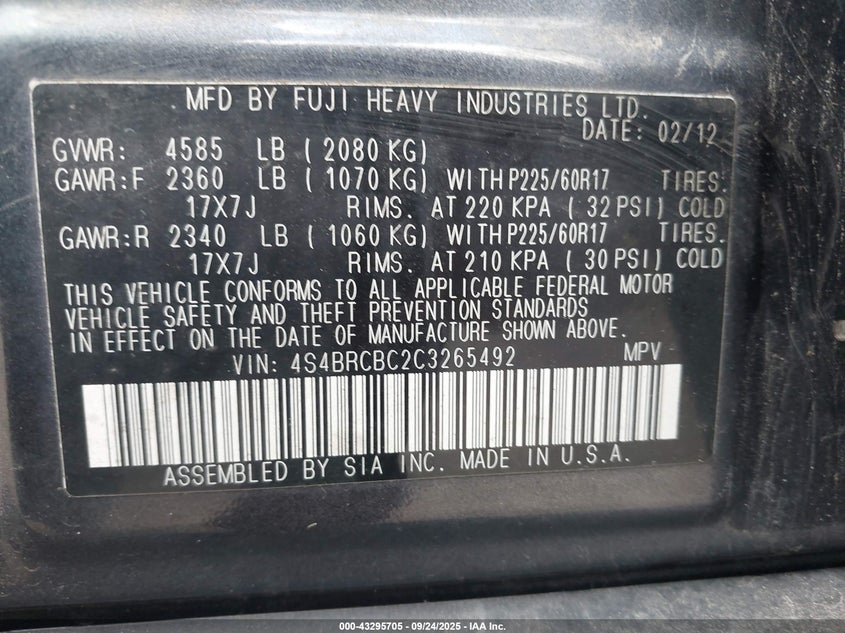 MFD BY FUJI HEAVY INDUSTRIES LTD.
DATE: 02/12
GVWR: 4585 LB ( 2080 KG)
GAWR:F 2360 LB ( 1070 KG) WITH P225/60R17 TIRES.
17X7J RIMS. AT 220 KPA ( 32 PSI) COLD
GAWR:R 2340 LB ( 1060 KG) WITH P225/60R17 TIRES.
17X7J RIMS. AT 210 KPA ( 30 PSI) COLD
THIS VEHICLE CONFORMS TO ALL APPLICABLE FEDERAL MOTOR
VEHICLE SAFETY AND THEFT PREVENTION STANDARDS
IN EFFECT ON THE DATE OF MANUFACTURE SHOWN ABOVE.
VIN: 4S4BRCBC2C3265492 MPV
ASSEMBLED BY SIA INC. MADE IN U.S.A.
000-43295705 - 09/24/2025 - IAA Inc.